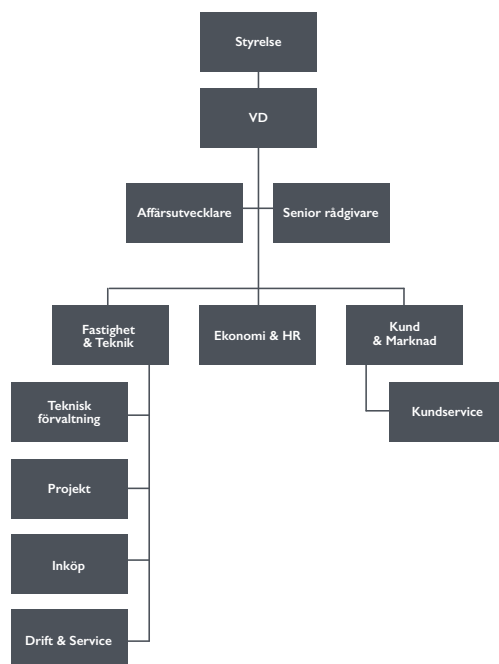 Styrelse
VD
Affärsutvecklare
Senior rådgivare
Fastighet
& Teknik
Ekonomi & HR
Kund
& Marknad
Teknisk
förvaltning
Kundservice
Projekt
Inköp
Drift & Service